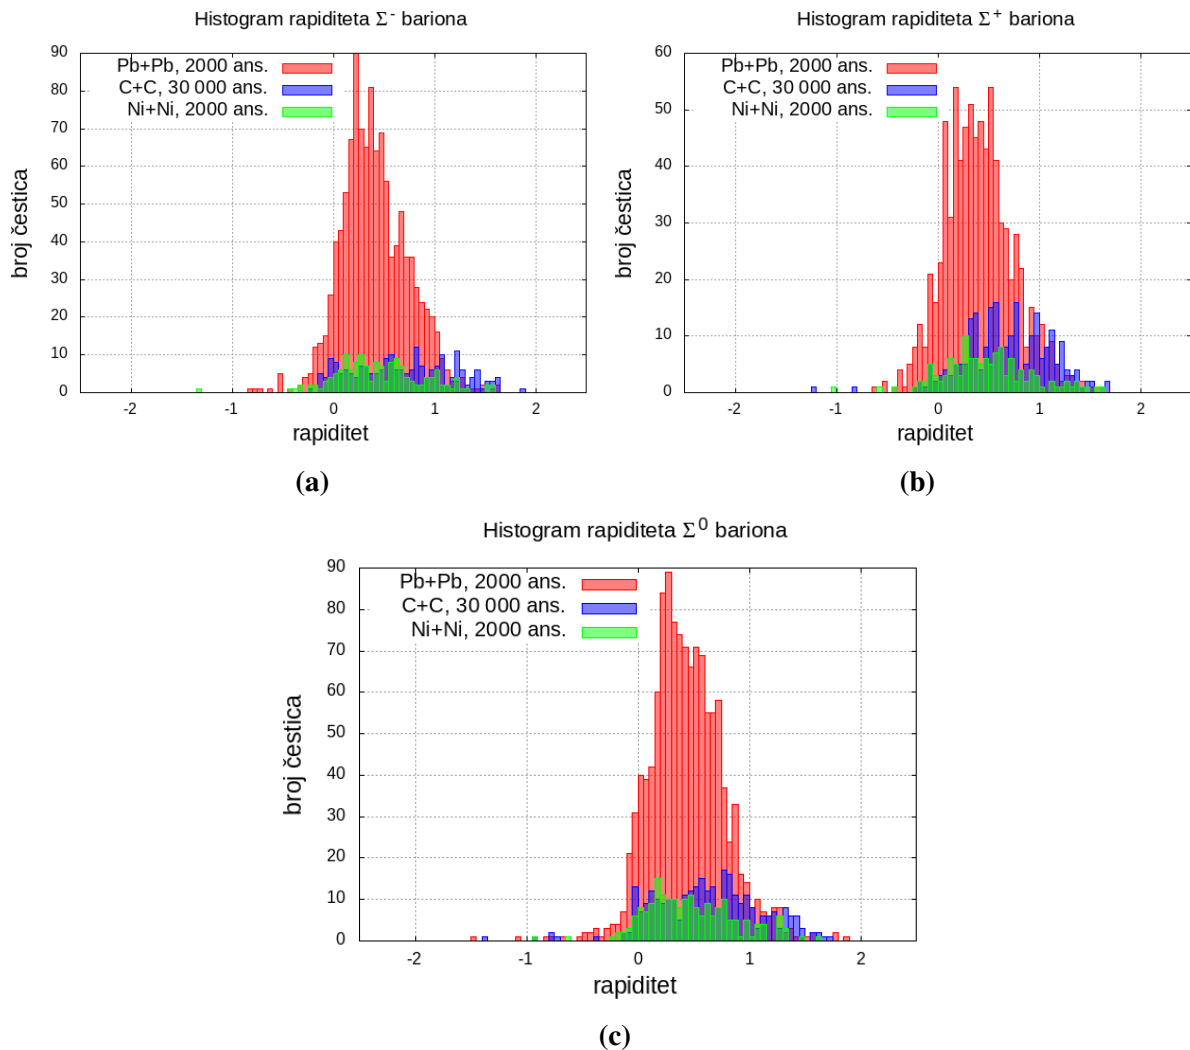 Histogram rapiditeta Σ⁻ bariona
90
80
70
60
50
40
30
20
10
0
Pb+Pb, 2000 ans.
C+C, 30 000 ans.
Ni+Ni, 2000 ans.
broj čestica
-2
-1
0
1
2
rapiditet
(a)
Histogram rapiditeta Σ⁺ bariona
60
50
40
30
20
10
0
Pb+Pb, 2000 ans.
C+C, 30 000 ans.
Ni+Ni, 2000 ans.
broj čestica
-2
-1
0
1
2
rapiditet
(b)
Histogram rapiditeta Σ⁰ bariona
90
80
70
60
50
40
30
20
10
0
Pb+Pb, 2000 ans.
C+C, 30 000 ans.
Ni+Ni, 2000 ans.
broj čestica
-2
-1
0
1
2
rapiditet
(c)